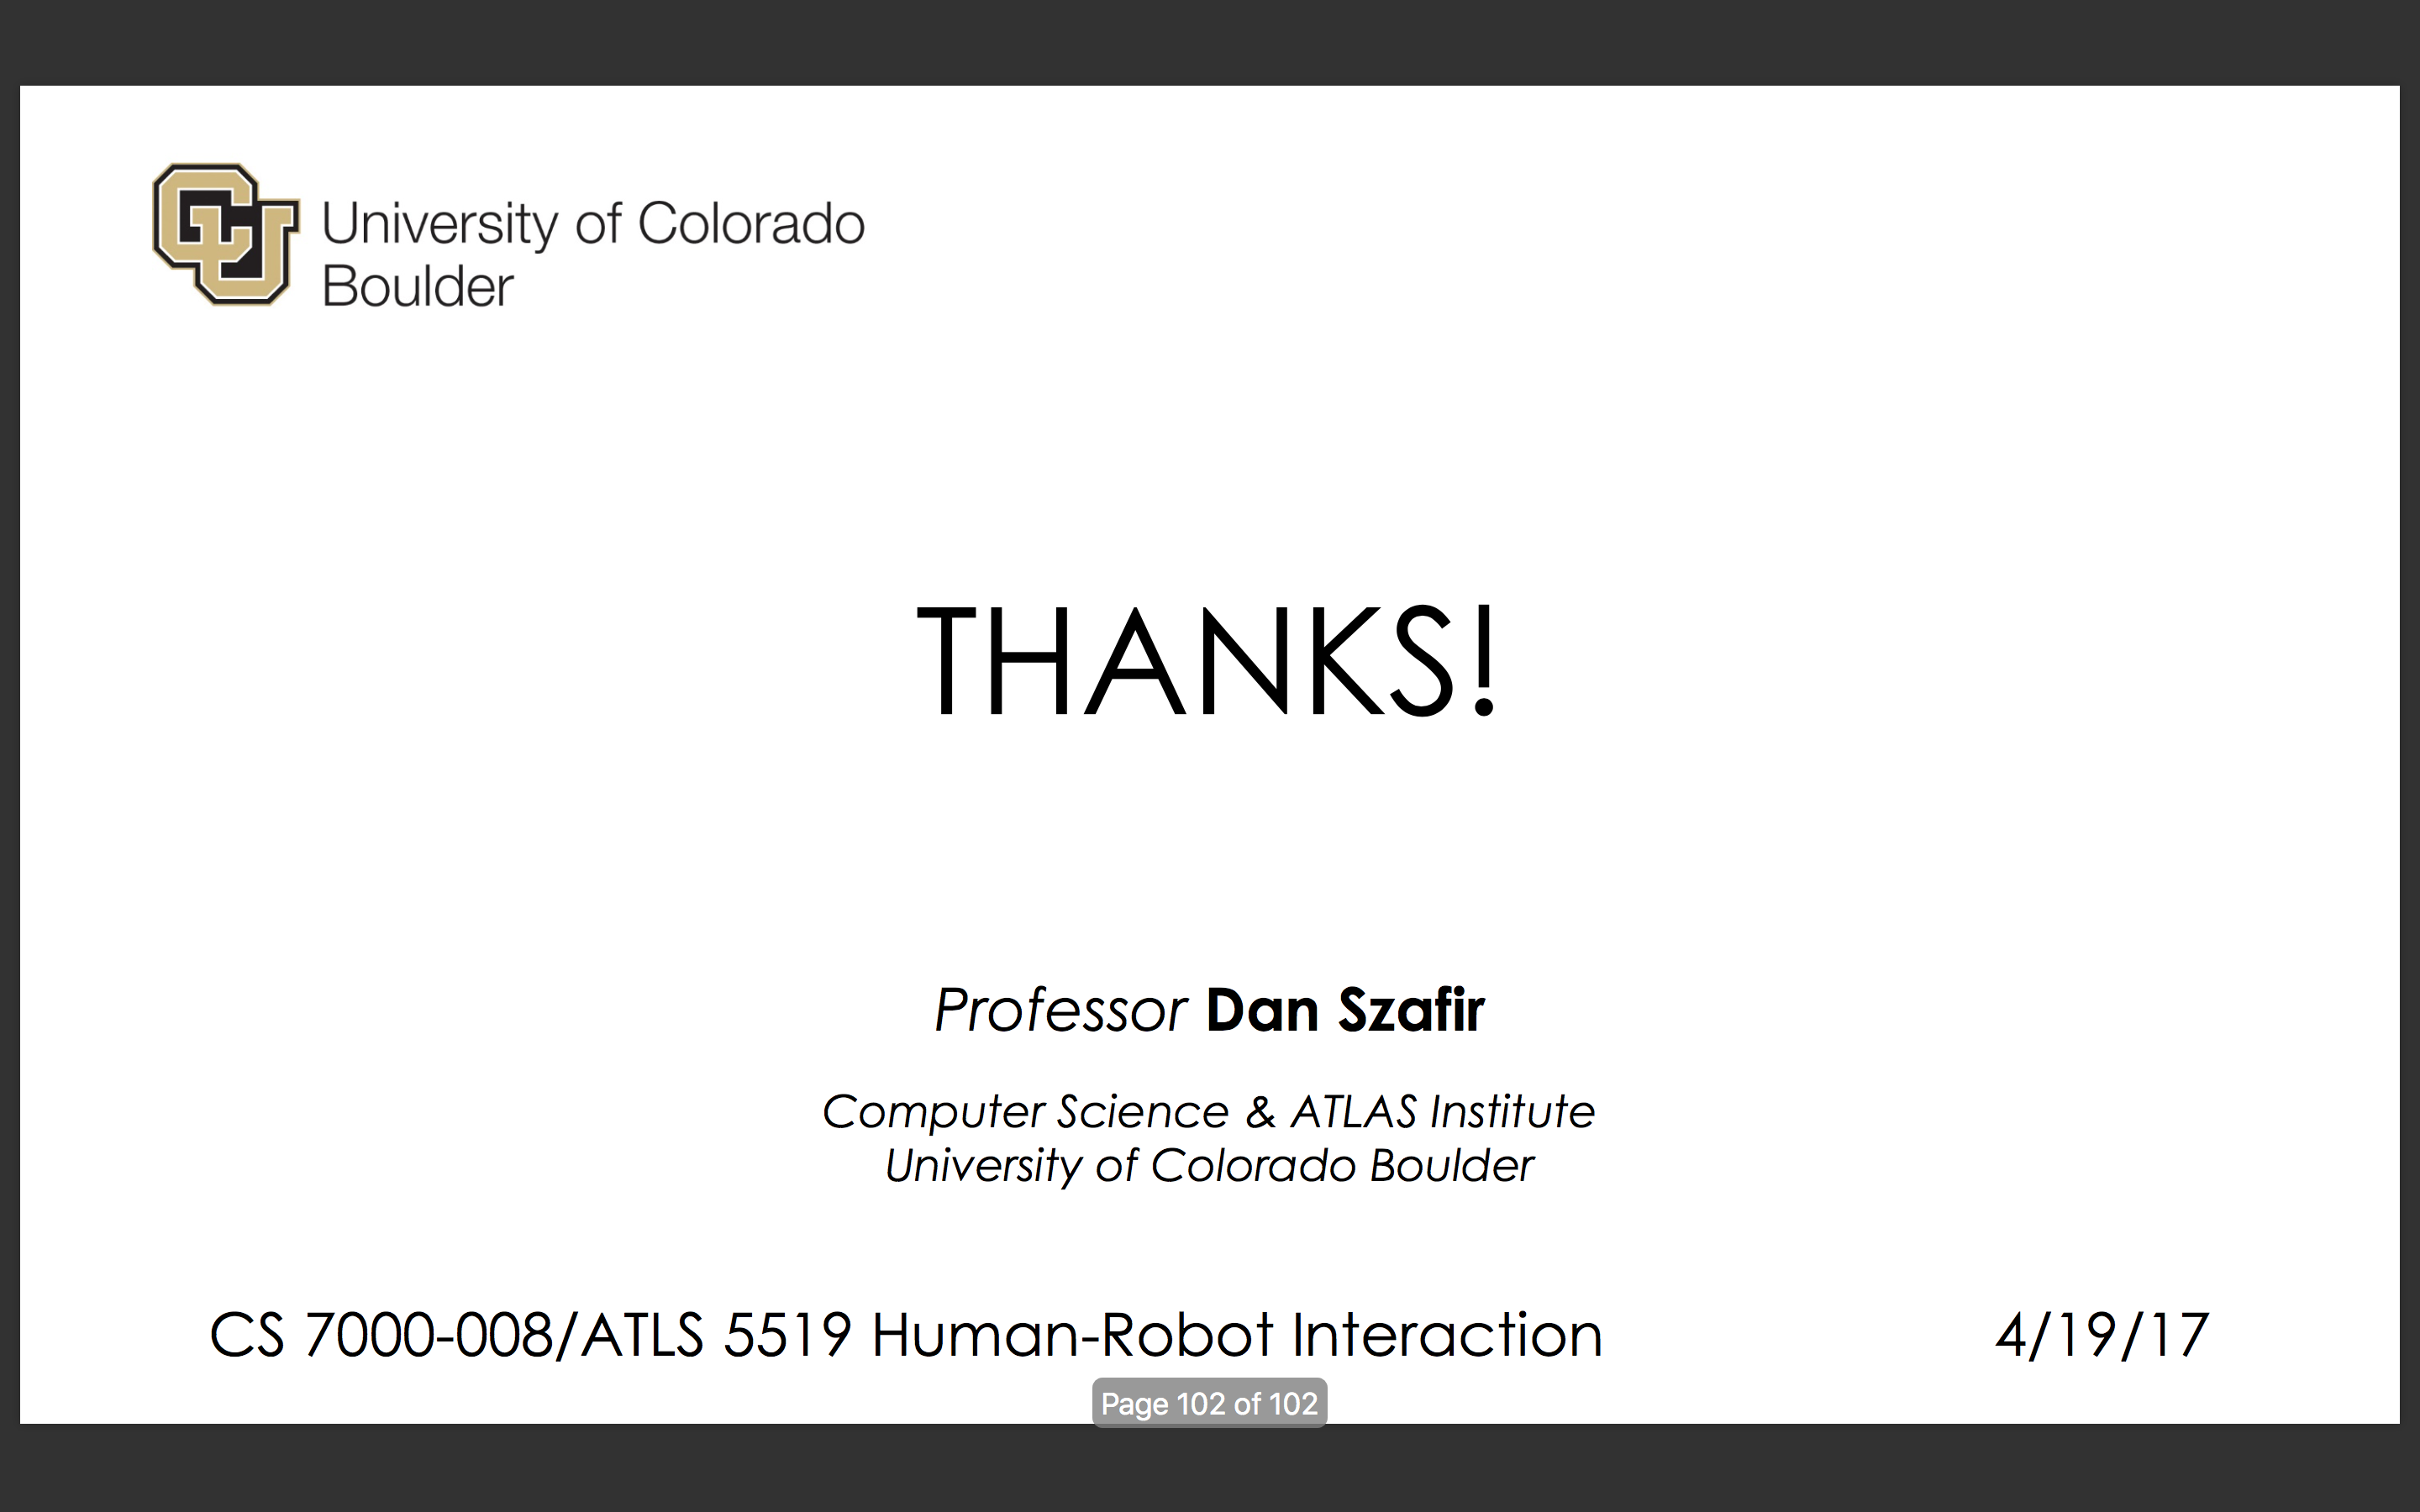 CU
University of Colorado
Boulder
THANKS!
Professor Dan Szafir
Computer Science & ATLAS Institute
University of Colorado Boulder
CS 7000-008/ATLS 5519 Human-Robot Interaction
4/19/17
Page 102 of 102